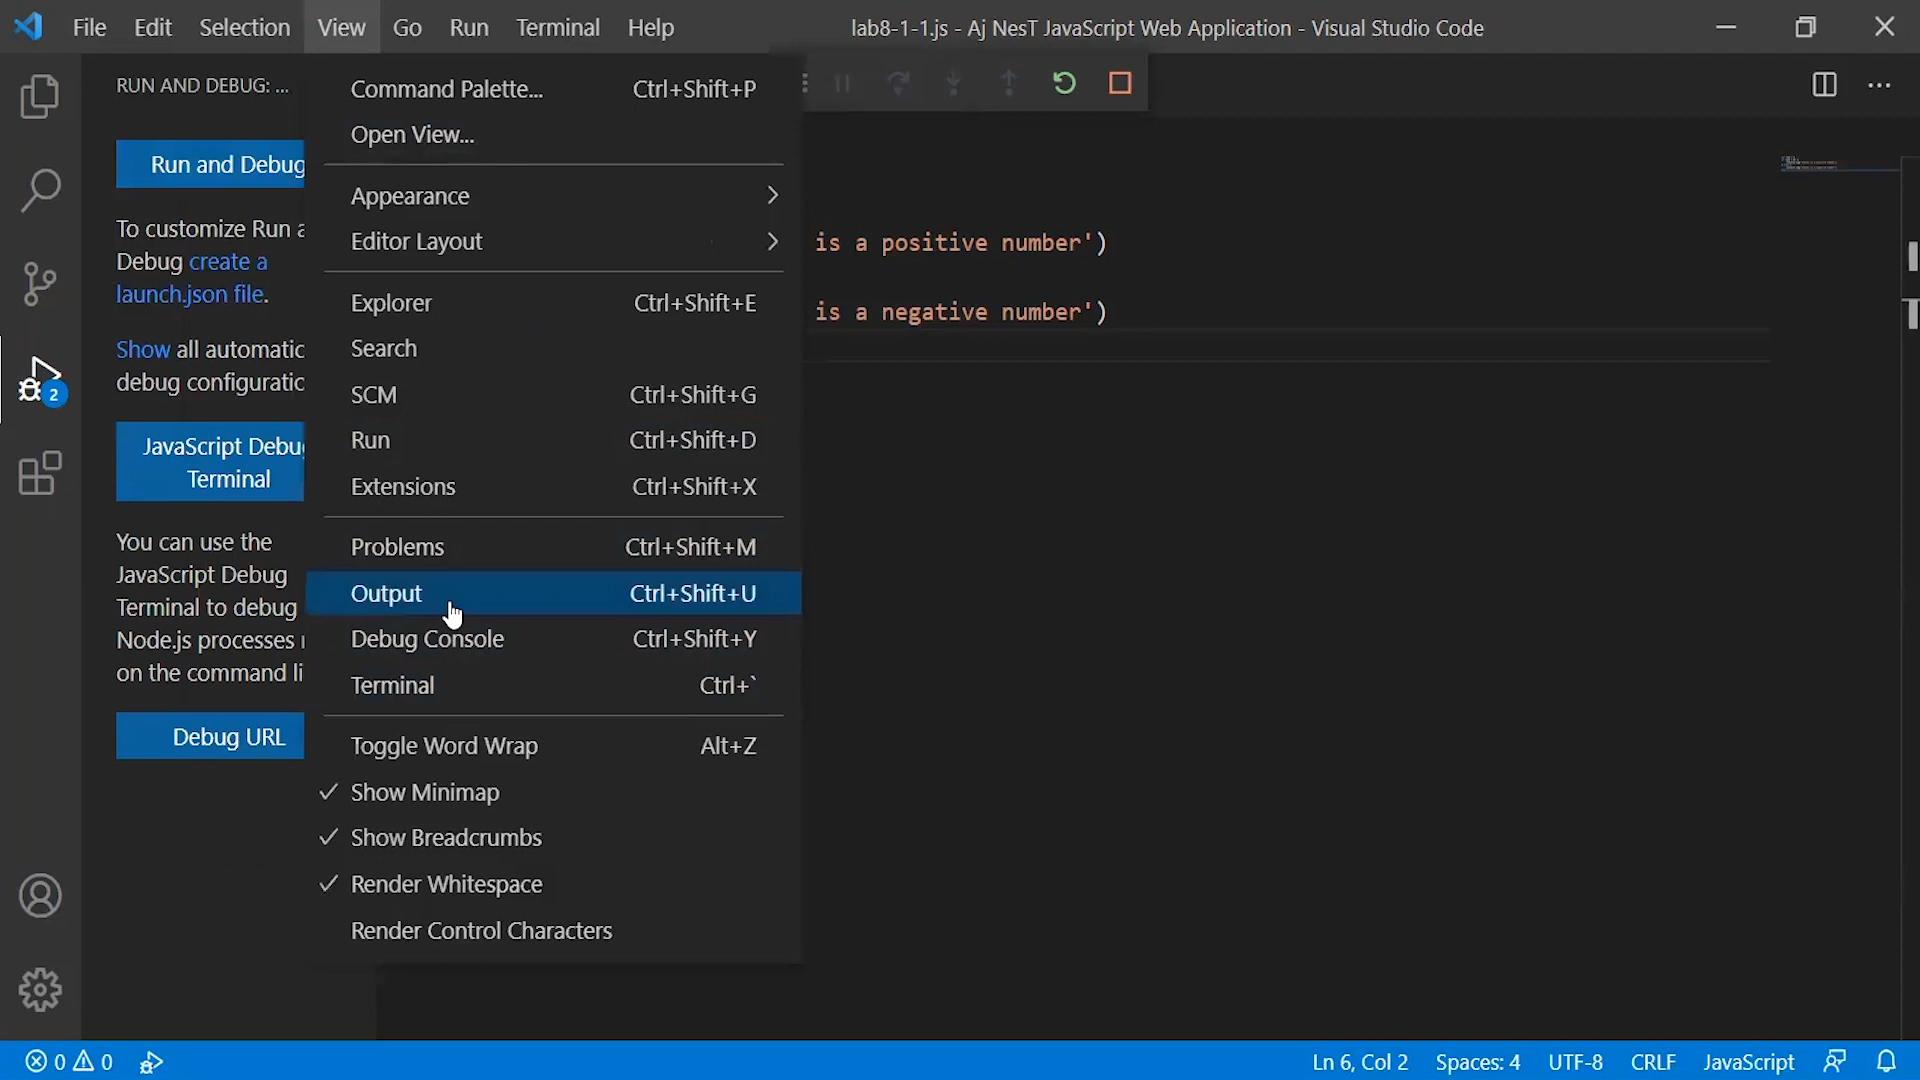 File Edit Selection View Go Run Terminal Help lab8-1-1.js - Aj NesT JavaScript Web Application - Visual Studio Code
RUN AND DEBUG: ...
Run and Debug
To customize Run a
Debug create a
launch.json file.
Show all automatic
debug configuratio
JavaScript Debu
Terminal
You can use the
JavaScript Debug
Terminal to debug
Node.js processes r
on the command li
Debug URL
Command Palette... Ctrl+Shift+P
Open View...
Appearance
Editor Layout
Explorer Ctrl+Shift+E
Search
SCM Ctrl+Shift+G
Run Ctrl+Shift+D
Extensions Ctrl+Shift+X
Problems Ctrl+Shift+M
Output Ctrl+Shift+U
Debug Console Ctrl+Shift+Y
Terminal Ctrl+`
Toggle Word Wrap Alt+Z
Show Minimap
Show Breadcrumbs
Render Whitespace
Render Control Characters
is a positive number')
is a negative number')
2
0 0 Ln 6, Col 2 Spaces: 4 UTF-8 CRLF JavaScript